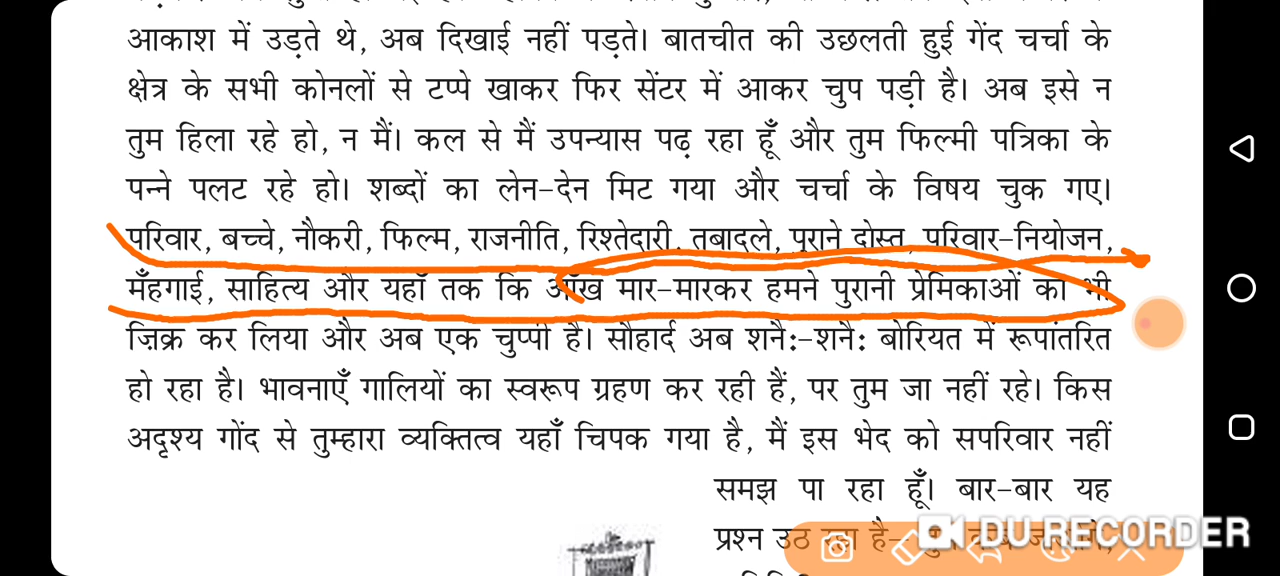 आकाश में उड़ते थे, अब दिखाई नहीं पड़ते। बातचीत की उछलती हुई गेंद चर्चा के
क्षेत्र के सभी कोनलों से टप्पे खाकर फिर सेंटर में आकर चुप पड़ी है। अब इसे न
तुम हिला रहे हो, न मैं। कल से मैं उपन्यास पढ़ रहा हूँ और तुम फिल्मी पत्रिका के
पन्ने पलट रहे हो। शब्दों का लेन-देन मिट गया और चर्चा के विषय चुक गए।
परिवार, बच्चे, नौकरी, फिल्म, राजनीति, रिश्तेदारी, तबादले, पुराने दोस्त, परिवार-नियोजन,
मँहगाई, साहित्य और यहाँ तक कि आँख मार-मारकर हमने पुरानी प्रेमिकाओं का भी
ज़िक्र कर लिया और अब एक चुप्पी है। सौहार्द अब शनै:-शनै: बोरियत में रूपांतरित
हो रहा है। भावनाएँ गालियों का स्वरूप ग्रहण कर रही हैं, पर तुम जा नहीं रहे। किस
अदृश्य गोंद से तुम्हारा व्यक्तित्व यहाँ चिपक गया है, मैं इस भेद को सपरिवार नहीं
समझ पा रहा हूँ। बार-बार यह
प्रश्न उठ रहा है-
DU RECORDER